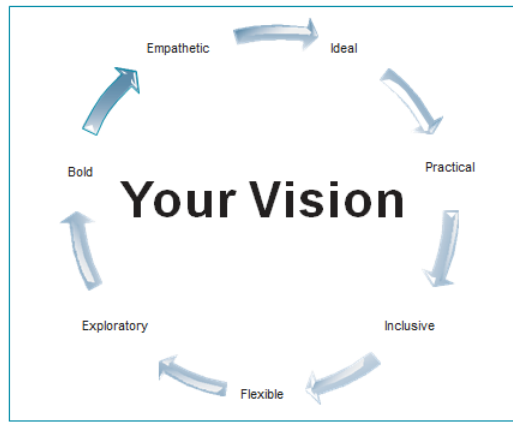 Empathetic
Ideal
Bold
Practical
Your Vision
Exploratory
Inclusive
Flexible